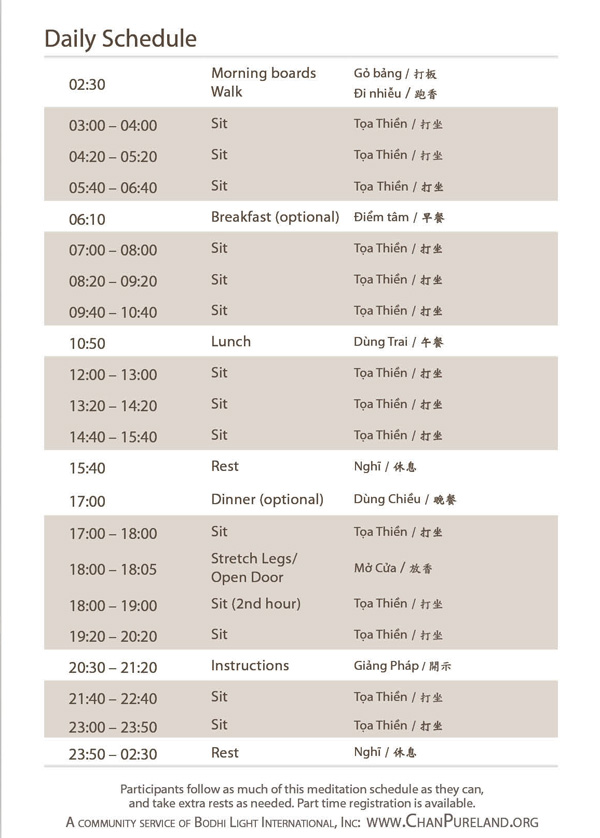 Daily Schedule
02:30 Morning boards Gỏ bảng / 打板
Walk Đi nhiễu / 跑香
03:00 – 04:00 Sit Tọa Thiền / 打坐
04:20 – 05:20 Sit Tọa Thiền / 打坐
05:40 – 06:40 Sit Tọa Thiền / 打坐
06:10 Breakfast (optional) Điểm tâm / 早餐
07:00 – 08:00 Sit Tọa Thiền / 打坐
08:20 – 09:20 Sit Tọa Thiền / 打坐
09:40 – 10:40 Sit Tọa Thiền / 打坐
10:50 Lunch Dùng Trai / 午餐
12:00 – 13:00 Sit Tọa Thiền / 打坐
13:20 – 14:20 Sit Tọa Thiền / 打坐
14:40 – 15:40 Sit Tọa Thiền / 打坐
15:40 Rest Nghĩ / 休息
17:00 Dinner (optional) Dùng Chiều / 晚餐
17:00 – 18:00 Sit Tọa Thiền / 打坐
18:00 – 18:05 Stretch Legs/ Mở Cửa / 放香
Open Door
18:00 – 19:00 Sit (2nd hour) Tọa Thiền / 打坐
19:20 – 20:20 Sit Tọa Thiền / 打坐
20:30 – 21:20 Instructions Giảng Pháp / 開示
21:40 – 22:40 Sit Tọa Thiền / 打坐
23:00 – 23:50 Sit Tọa Thiền / 打坐
23:50 – 02:30 Rest Nghĩ / 休息
Participants follow as much of this meditation schedule as they can,
and take extra rests as needed. Part time registration is available.
A community service of Bodhi Light International, Inc: www.ChanPureland.org